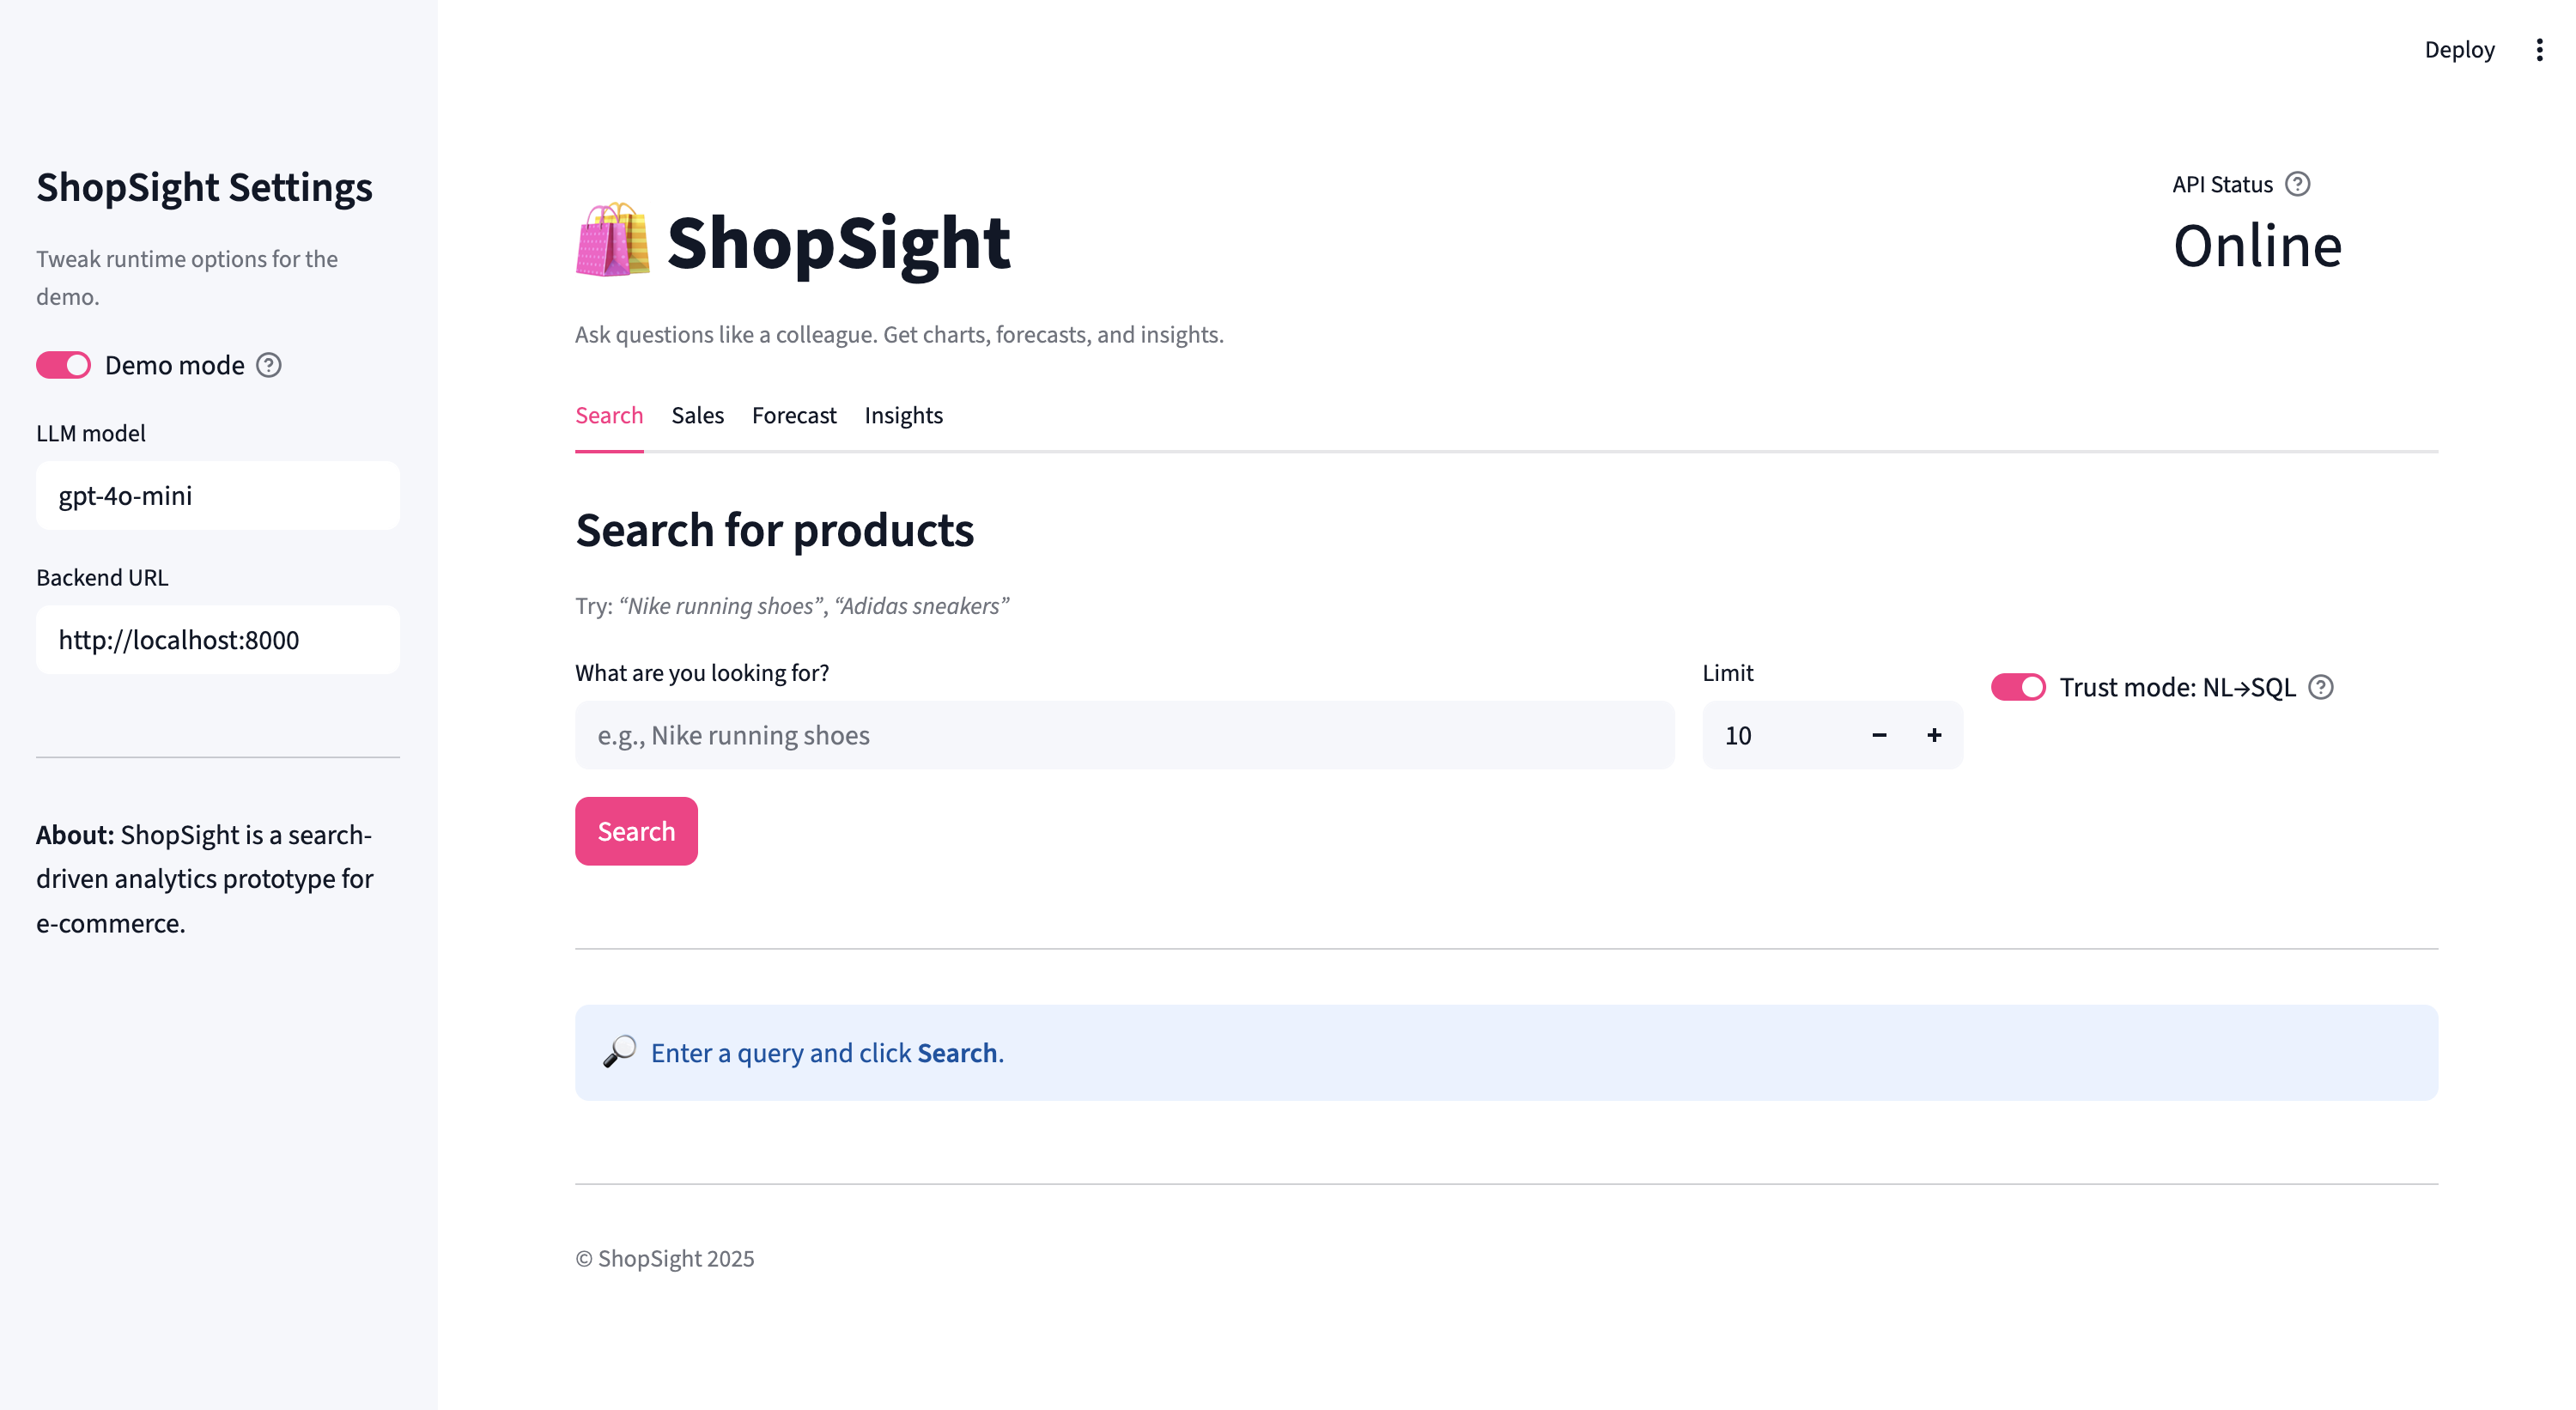 Deploy
ShopSight Settings
Tweak runtime options for the
demo.
Demo mode
LLM model
gpt-4o-mini
Backend URL
http://localhost:8000
About: ShopSight is a search-
driven analytics prototype for
e-commerce.
ShopSight
API Status
Online
Ask questions like a colleague. Get charts, forecasts, and insights.
Search Sales Forecast Insights
Search for products
Try: “Nike running shoes”, “Adidas sneakers”
What are you looking for?
e.g., Nike running shoes
Limit
10 − +
Trust mode: NL→SQL
Search
Enter a query and click Search.
© ShopSight 2025